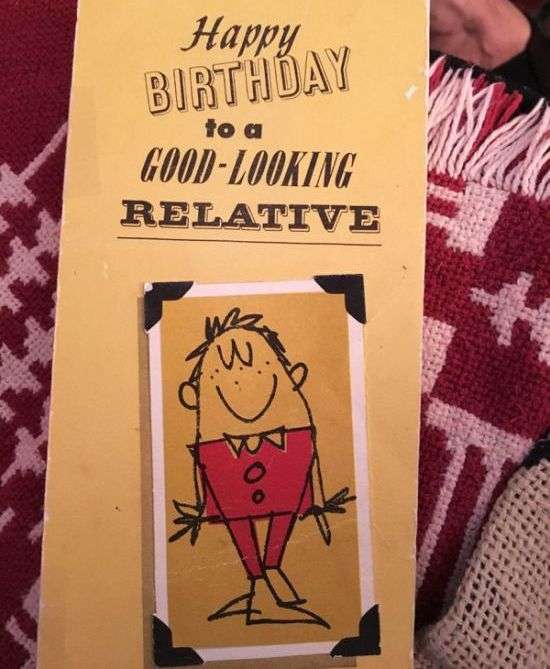 Happy
BIRTHDAY
to a
GOOD-LOOKING
RELATIVE